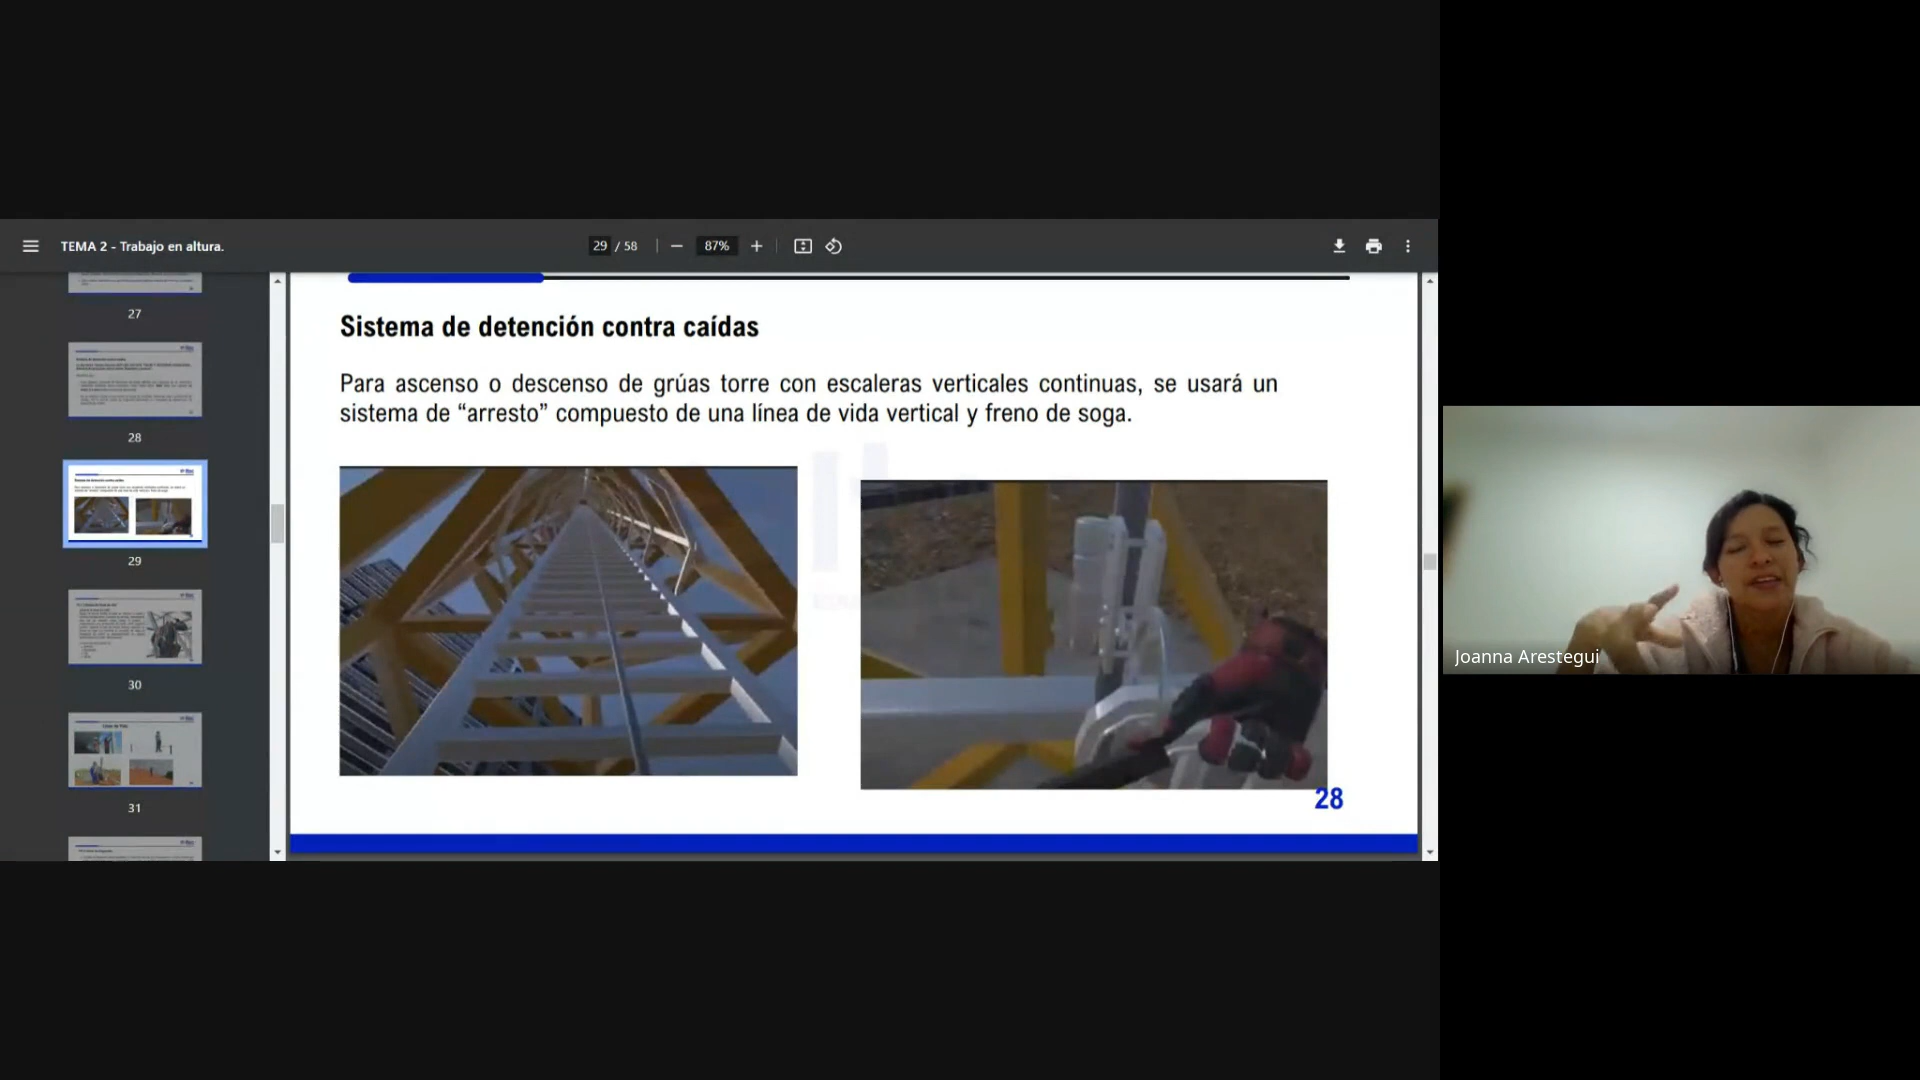 TEMA 2 - Trabajo en altura.
29 / 58
87%
27
28
29
30
31
Sistema de detención contra caídas
Para ascenso o descenso de grúas torre con escaleras verticales continuas, se usará un
sistema de “arresto” compuesto de una línea de vida vertical y freno de soga.
28
Joanna Arestegui